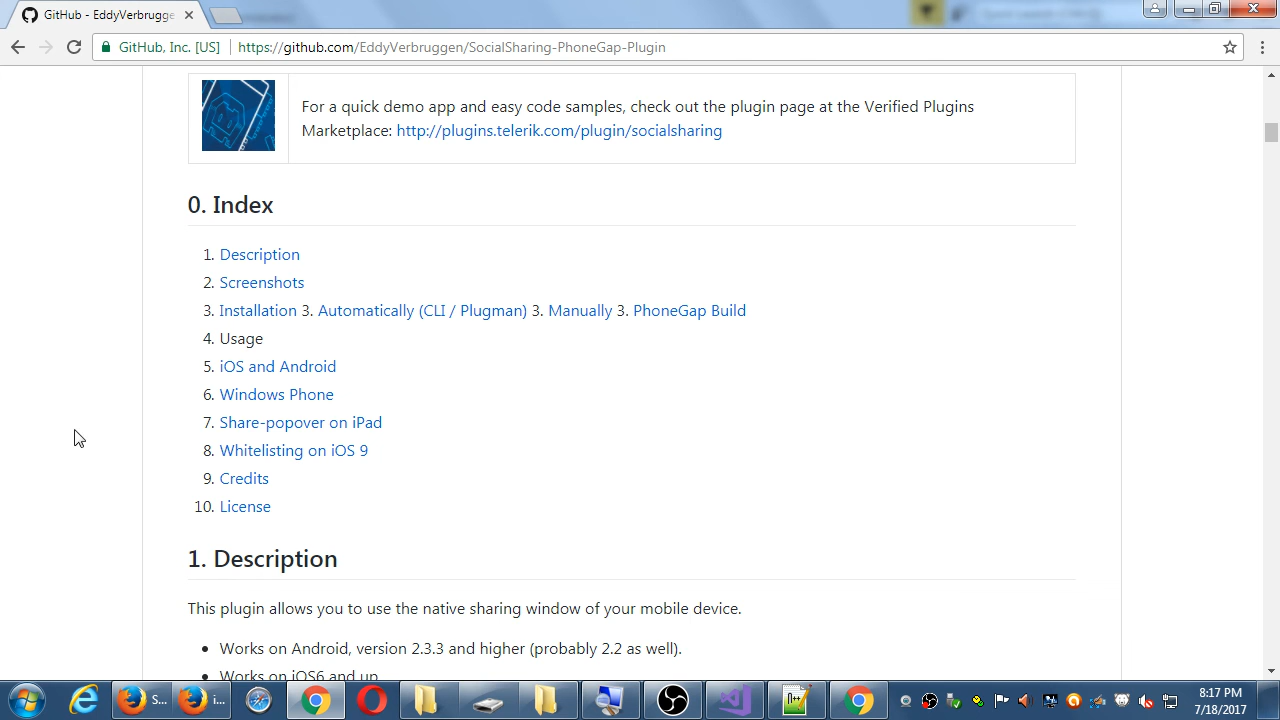 GitHub - EddyVerbrugge
GitHub, Inc. [US] https://github.com/EddyVerbruggen/SocialSharing-PhoneGap-Plugin
For a quick demo app and easy code samples, check out the plugin page at the Verified Plugins
Marketplace: http://plugins.telerik.com/plugin/socialsharing
0. Index
1. Description
2. Screenshots
3. Installation 3. Automatically (CLI / Plugman) 3. Manually 3. PhoneGap Build
4. Usage
5. iOS and Android
6. Windows Phone
7. Share-popover on iPad
8. Whitelisting on iOS 9
9. Credits
10. License
1. Description
This plugin allows you to use the native sharing window of your mobile device.
• Works on Android, version 2.3.3 and higher (probably 2.2 as well).
• Works on iOS6 and up
S... i...
8:17 PM
7/18/2017